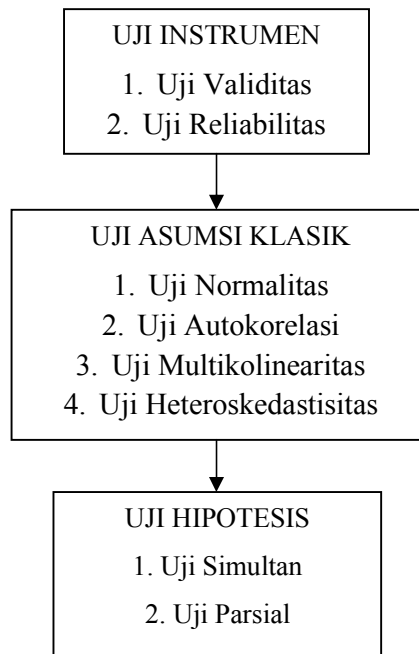 UJI INSTRUMEN
1. Uji Validitas
2. Uji Reliabilitas
UJI ASUMSI KLASIK
1. Uji Normalitas
2. Uji Autokorelasi
3. Uji Multikolinearitas
4. Uji Heteroskedastisitas
UJI HIPOTESIS
1. Uji Simultan
2. Uji Parsial